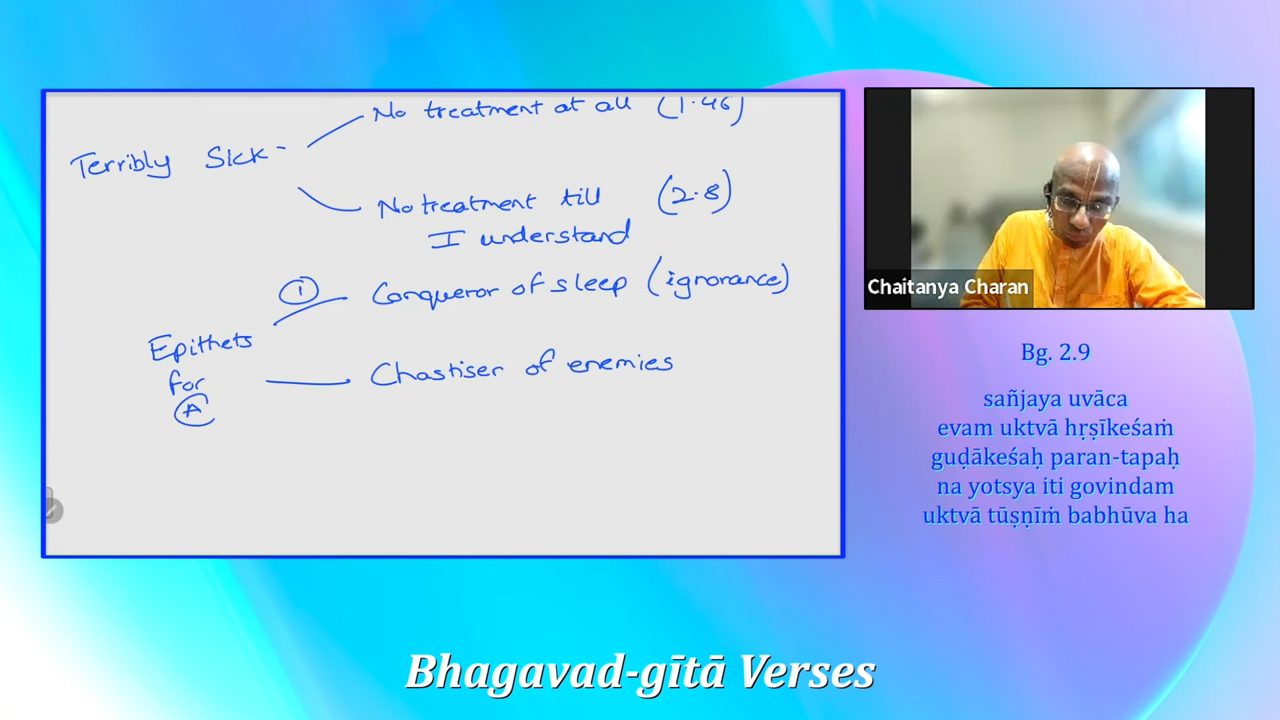 No treatment at all (1.46)
Terribly Sick -
No treatment till (2.8)
I understand
① Conqueror of sleep (ignorance)
Epithets
for
Ⓐ
Chastiser of enemies
Chaitanya Charan
Bg. 2.9
sañjaya uvāca
evam uktvā hṛṣīkeśaṁ
guḍākeśaḥ paran-tapaḥ
na yotsya iti govindam
uktvā tūṣṇīṁ babhūva ha
Bhagavad-gītā Verses